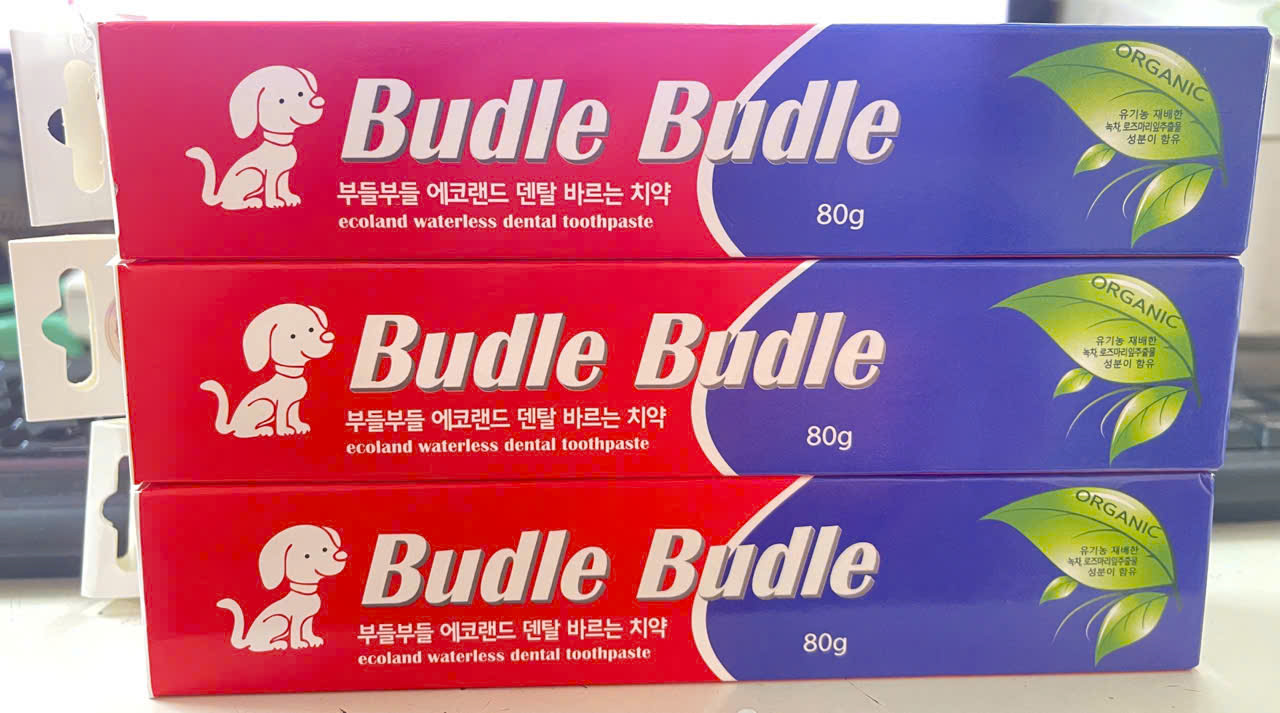 Budle Budle
부들부들 에코랜드 덴탈 바르는 치약
ecoland waterless dental toothpaste
80g
ORGANIC
유기농 재배한
녹차, 로즈마리잎추출물
성분이 함유
Budle Budle
부들부들 에코랜드 덴탈 바르는 치약
ecoland waterless dental toothpaste
80g
ORGANIC
유기농 재배한
녹차, 로즈마리잎추출물
성분이 함유
Budle Budle
부들부들 에코랜드 덴탈 바르는 치약
ecoland waterless dental toothpaste
80g
ORGANIC
유기농 재배한
녹차, 로즈마리잎추출물
성분이 함유